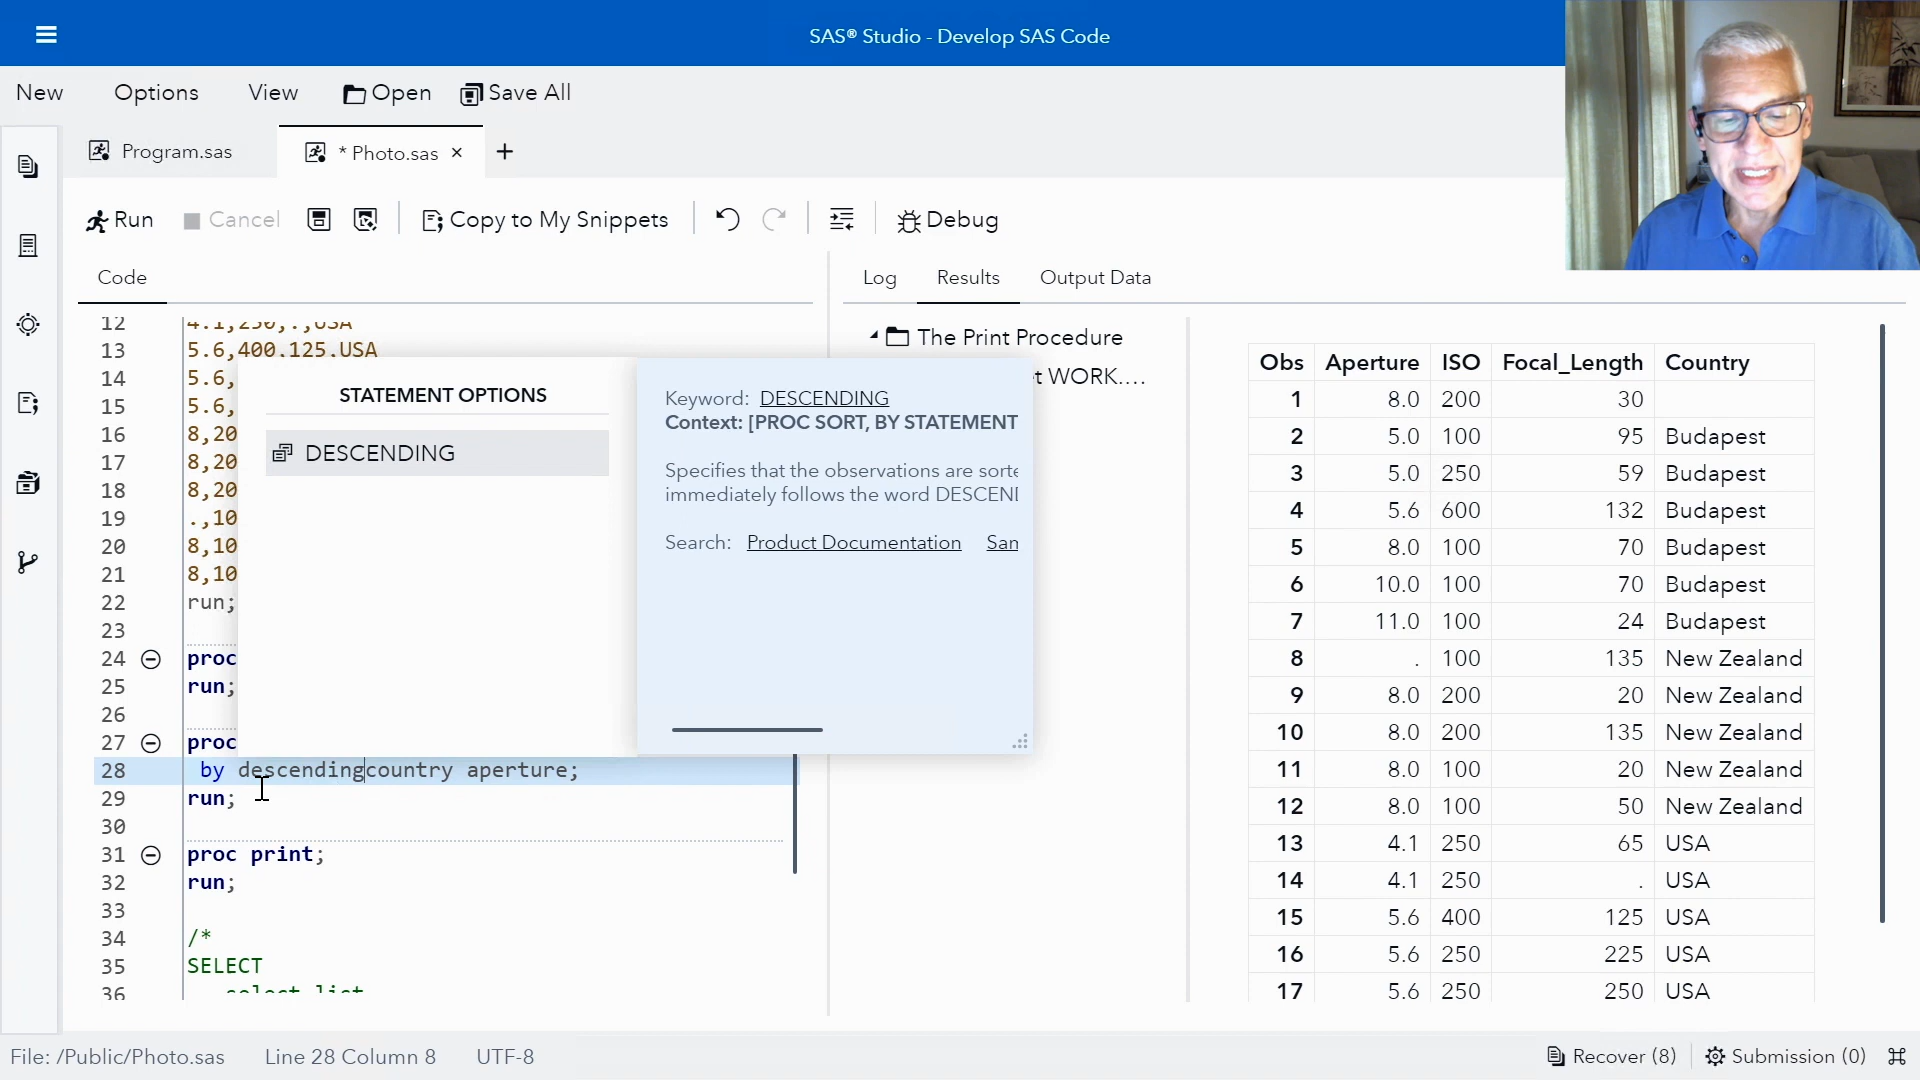 SAS® Studio - Develop SAS Code
New Options View Open Save All
Program.sas * Photo.sas × +
Run Cancel Copy to My Snippets Debug
Code
Log Results Output Data
12 4.1,250,.,USA
13 5.6,400,125,USA
14 5.6,
15 5.6,
16 8,20
17 8,20
18 8,20
19 .,10
20 8,10
21 8,10
22 run;
23
24 proc
25 run;
26
27 proc
28 by descendingcountry aperture;
29 run;
30
31 proc print;
32 run;
33
34 /*
35 SELECT
36 select list
STATEMENT OPTIONS
DESCENDING
Keyword: DESCENDING
Context: [PROC SORT, BY STATEMENT
Specifies that the observations are sorte
immediately follows the word DESCEND
Search: Product Documentation Sam
The Print Procedure
t WORK....
Obs Aperture ISO Focal_Length Country
1 8.0 200 30
2 5.0 100 95 Budapest
3 5.0 250 59 Budapest
4 5.6 600 132 Budapest
5 8.0 100 70 Budapest
6 10.0 100 70 Budapest
7 11.0 100 24 Budapest
8 . 100 135 New Zealand
9 8.0 200 20 New Zealand
10 8.0 200 135 New Zealand
11 8.0 100 20 New Zealand
12 8.0 100 50 New Zealand
13 4.1 250 65 USA
14 4.1 250 . USA
15 5.6 400 125 USA
16 5.6 250 225 USA
17 5.6 250 250 USA
File: /Public/Photo.sas Line 28 Column 8 UTF-8
Recover (8) Submission (0)